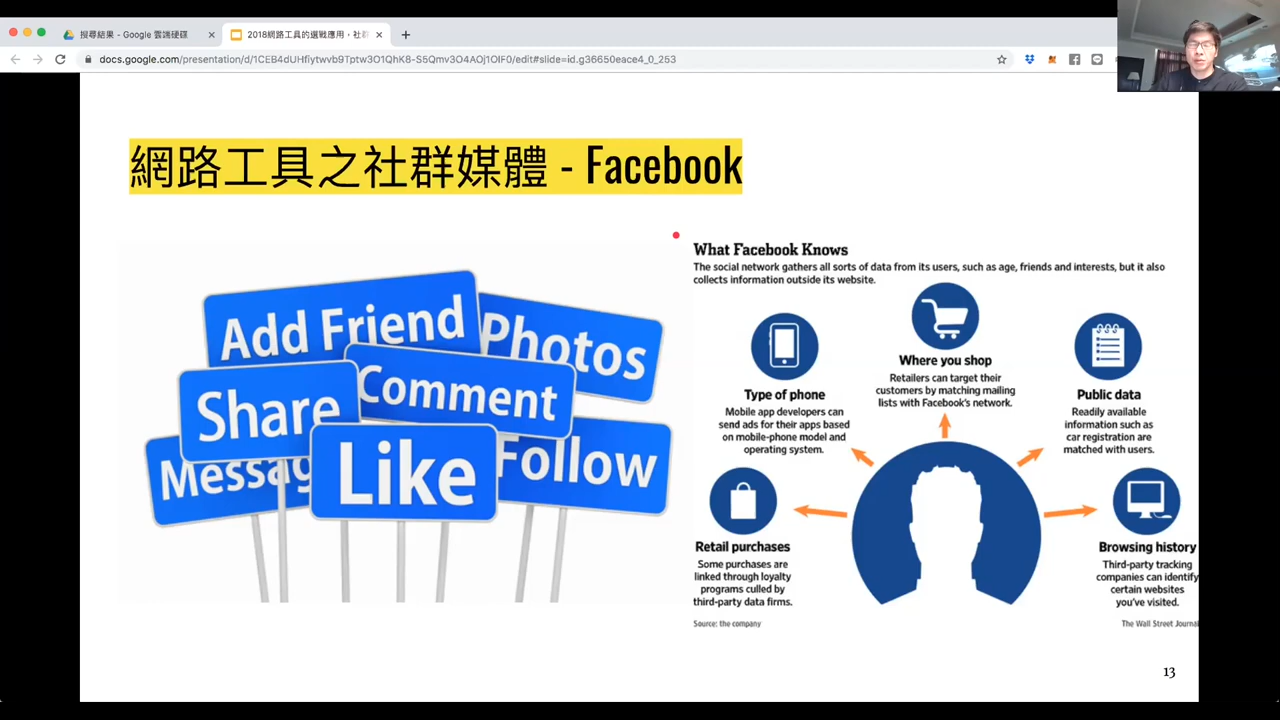 搜尋結果 - Google 雲端硬碟
2018網路工具的選戰應用，社群
docs.google.com/presentation/d/1CEB4dUHfiytwvb9Tptw3O1QhK8-S5Qmv3O4AOj1OIF0/edit#slide=id.g36650eace4_0_253
網路工具之社群媒體 - Facebook
Add Friend
Photos
Share
Comment
Messag
Like
Follow
What Facebook Knows
The social network gathers all sorts of data from its users, such as age, friends and interests, but it also
collects information outside its website.
Where you shop
Retailers can target their
customers by matching mailing
lists with Facebook's network.
Type of phone
Mobile app developers can
send ads for their apps based
on mobile-phone model and
operating system.
Public data
Readily available
information such as
car registration are
matched with users.
Retail purchases
Some purchases are
linked through loyalty
programs culled by
third-party data firms.
Browsing history
Third-party tracking
companies can identify
certain websites
you've visited.
Source: the company
The Wall Street Journal
13